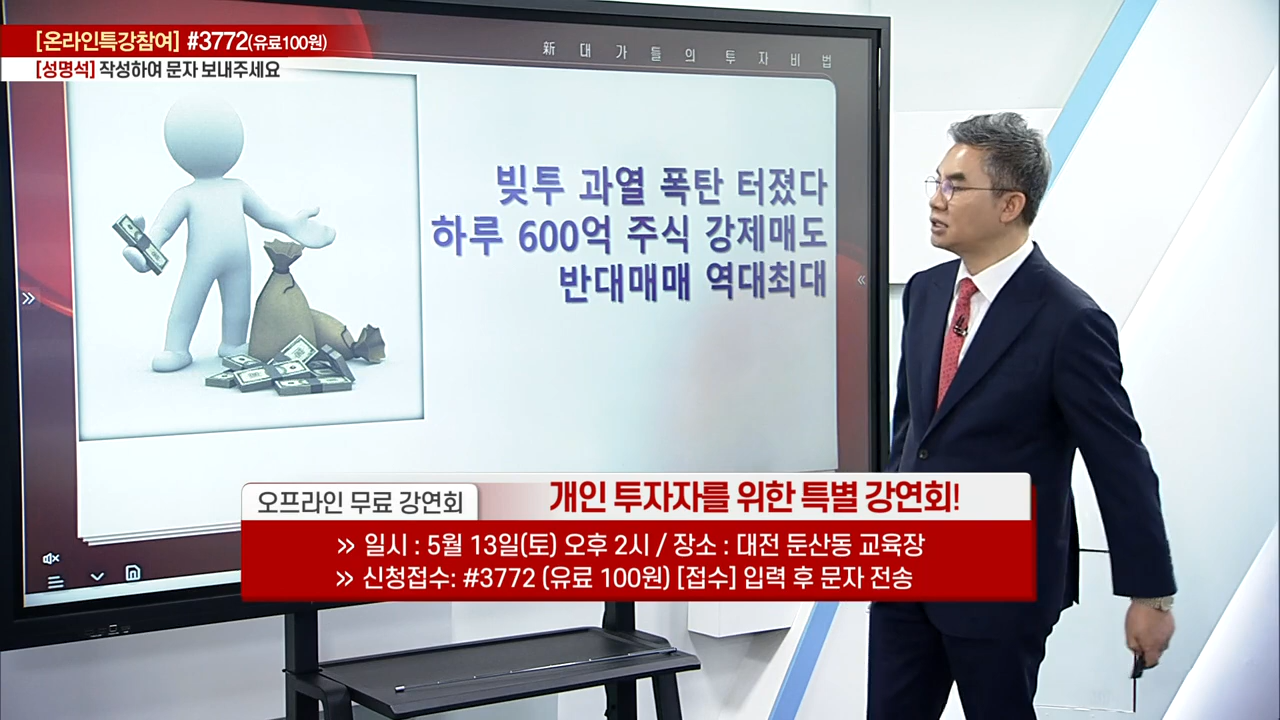 [온라인특강참여] #3772(유료100원)
[성명석] 작성하여 문자 보내주세요
新 대가들의 투자비법
빚투 과열 폭탄 터졌다
하루 600억 주식 강제매도
반대매매 역대최대
오프라인 무료 강연회
개인 투자자를 위한 특별 강연회!
» 일시 : 5월 13일(토) 오후 2시 / 장소 : 대전 둔산동 교육장
» 신청접수: #3772 (유료 100원) [접수] 입력 후 문자 전송